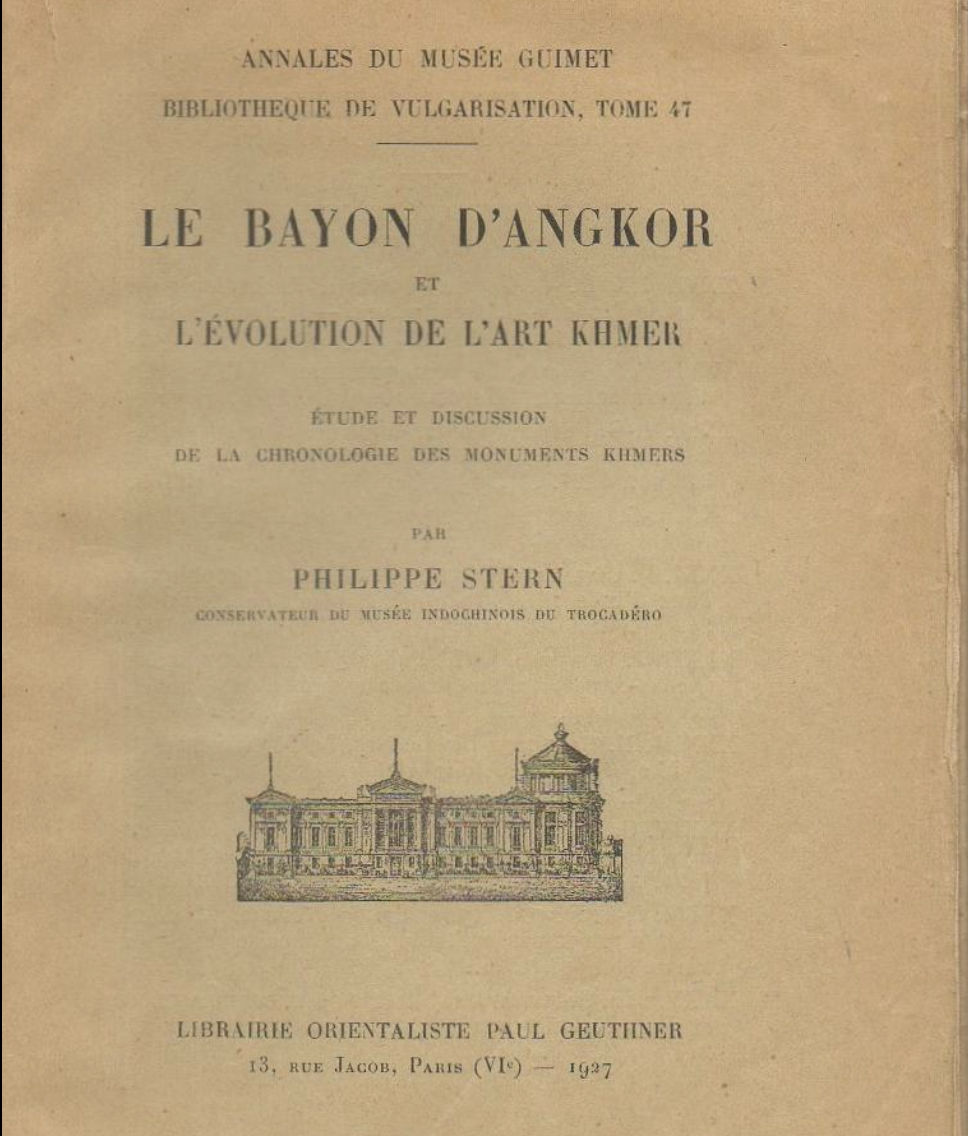 ANNALES DU MUSÉE GUIMET
BIBLIOTHEQUE DE VULGARISATION, TOME 47
LE BAYON D'ANGKOR
ET
L'ÉVOLUTION DE L'ART KHMER
ÉTUDE ET DISCUSSION
DE LA CHRONOLOGIE DES MONUMENTS KHMERS
PAR
PHILIPPE STERN
CONSERVATEUR DU MUSÉE INDOCHINOIS DU TROCADÉRO
LIBRAIRIE ORIENTALISTE PAUL GEUTHNER
13, RUE JACOB, PARIS (VIᵉ) — 1927